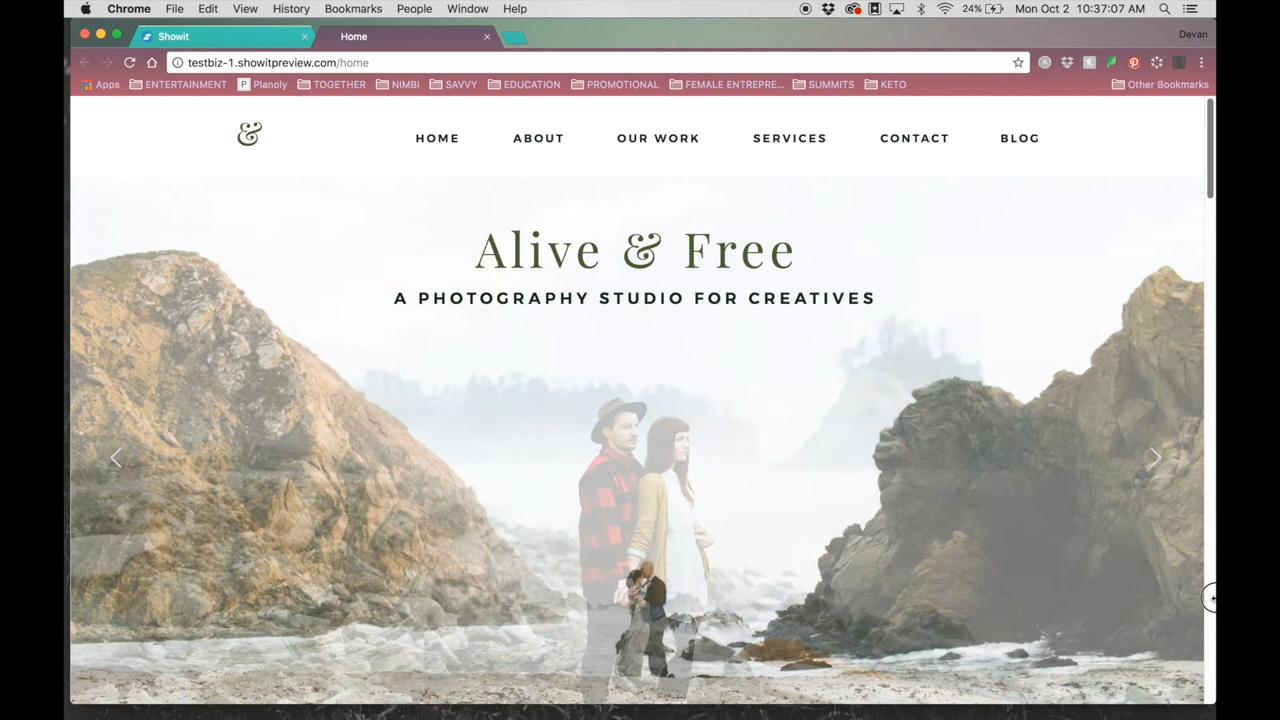 Chrome File Edit View History Bookmarks People Window Help 24% Mon Oct 2 10:37:07 AM
Showit Home Devan
testbiz-1.showitpreview.com/home
Apps ENTERTAINMENT Planoly TOGETHER NIMBI SAVVY EDUCATION PROMOTIONAL FEMALE ENTREPRE... SUMMITS KETO Other Bookmarks
& HOME ABOUT OUR WORK SERVICES CONTACT BLOG
Alive & Free
A PHOTOGRAPHY STUDIO FOR CREATIVES